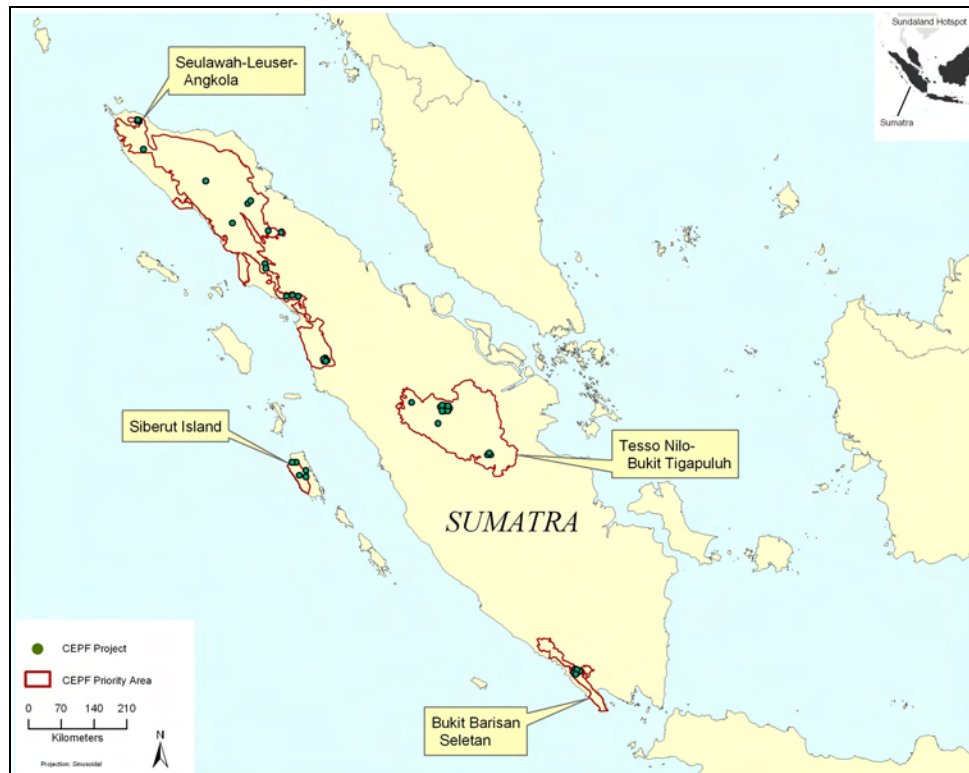 Sundaland Hotspot
Sumatra
Seulawah-Leuser-
Angkola
Siberut Island
Tesso Nilo-
Bukit Tigapuluh
SUMATRA
Bukit Barisan
Seletan
CEPF Project
CEPF Priority Area
0 70 140 210
Kilometers
N
Projection: Sinusoidal